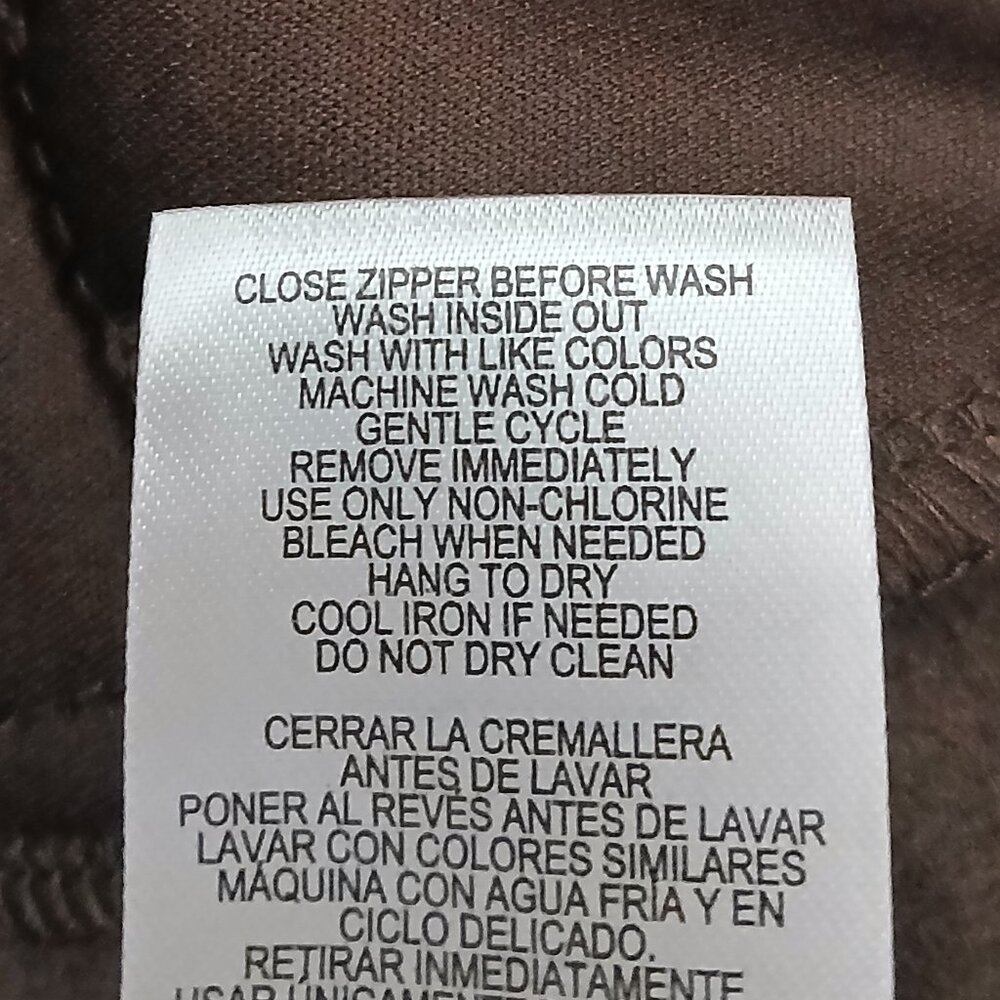 CLOSE ZIPPER BEFORE WASH
WASH INSIDE OUT
WASH WITH LIKE COLORS
MACHINE WASH COLD
GENTLE CYCLE
REMOVE IMMEDIATELY
USE ONLY NON-CHLORINE
BLEACH WHEN NEEDED
HANG TO DRY
COOL IRON IF NEEDED
DO NOT DRY CLEAN
CERRAR LA CREMALLERA
ANTES DE LAVAR
PONER AL REVÉS ANTES DE LAVAR
LAVAR CON COLORES SIMILARES
MÁQUINA CON AGUA FRÍA Y EN
CICLO DELICADO.
RETIRAR INMEDIATAMENTE
USAR UNICAMENTE